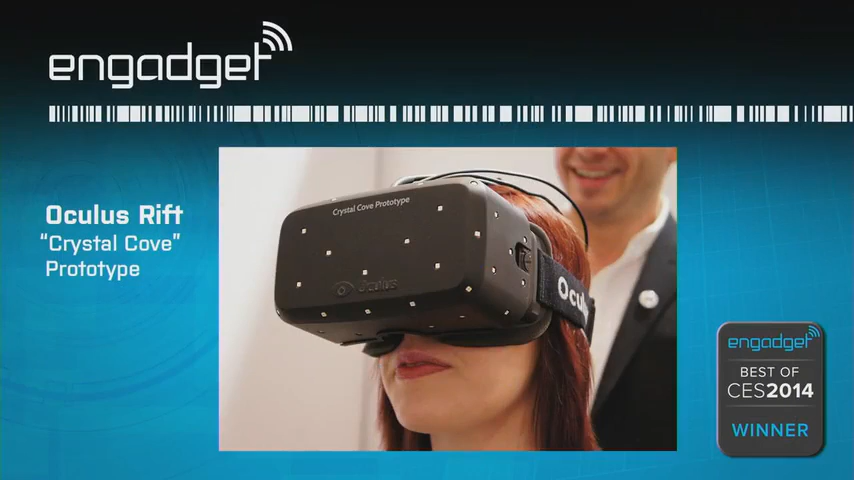 engadget
Oculus Rift
“Crystal Cove”
Prototype
Crystal Cove Prototype
Oculus
Ocul
engadget
BEST OF
CES2014
WINNER